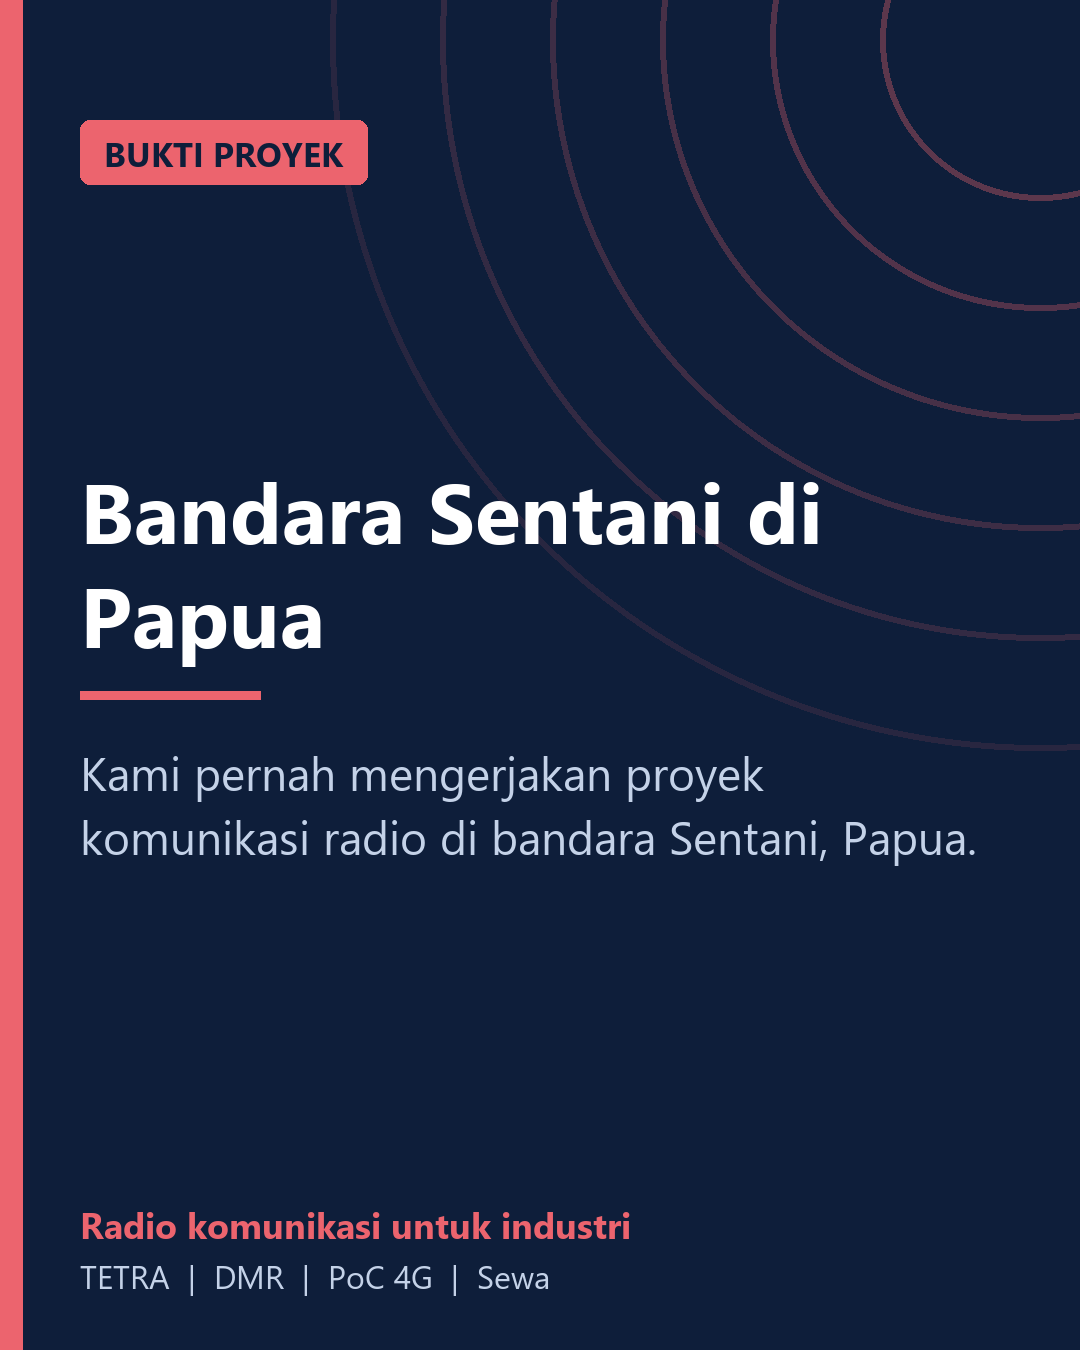 BUKTI PROYEK
Bandara Sentani di
Papua
Kami pernah mengerjakan proyek
komunikasi radio di bandara Sentani, Papua.
Radio komunikasi untuk industri
TETRA | DMR | PoC 4G | Sewa